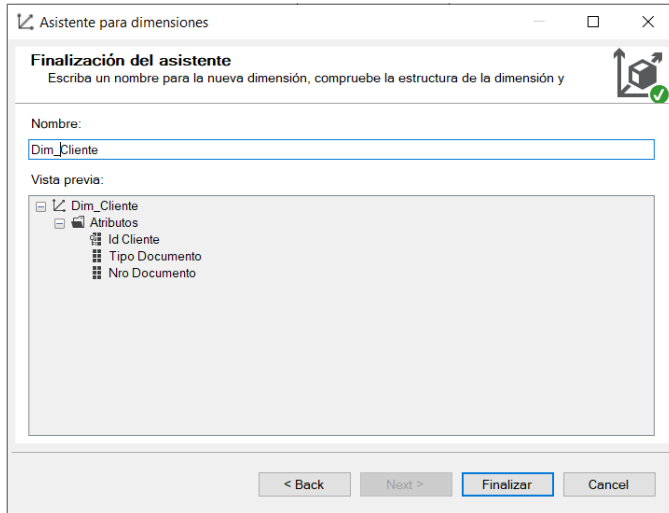 Asistente para dimensiones
Finalización del asistente
Escriba un nombre para la nueva dimensión, compruebe la estructura de la dimensión y
Nombre:
Dim_Cliente
Vista previa:
Dim_Cliente
Atributos
Id Cliente
Tipo Documento
Nro Documento
< Back Next > Finalizar Cancel